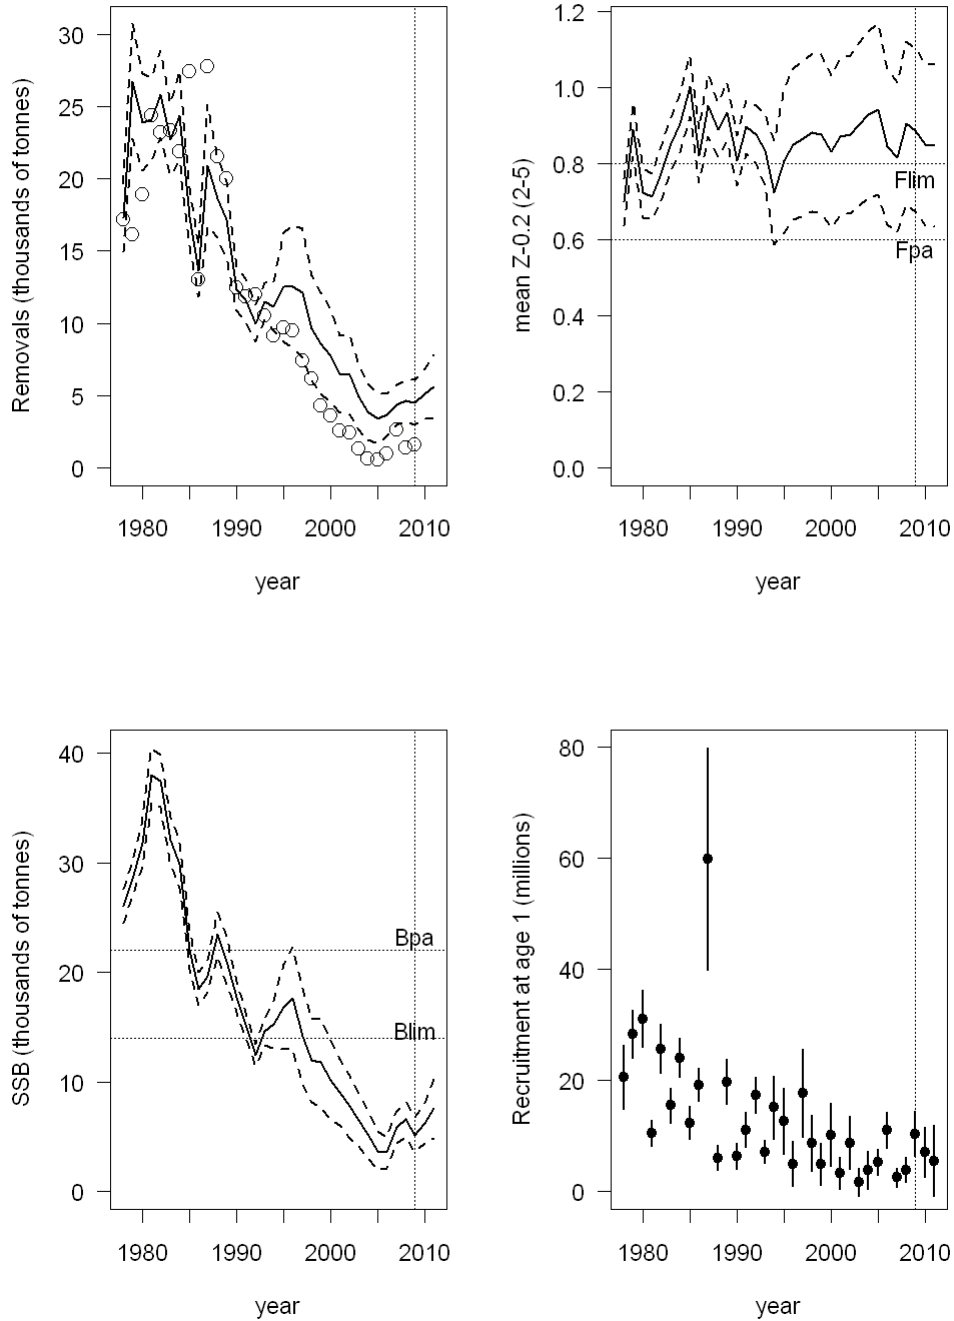 Removals (thousands of tonnes)
30
25
20
15
10
5
0
1980 1990 2000 2010
year
mean Z-0.2 (2-5)
1.2
1.0
0.8
0.6
0.4
0.2
0.0
Flim
Fpa
1980 1990 2000 2010
year
SSB (thousands of tonnes)
40
30
20
10
0
Bpa
Blim
1980 1990 2000 2010
year
Recruitment at age 1 (millions)
80
60
40
20
0
1980 1990 2000 2010
year